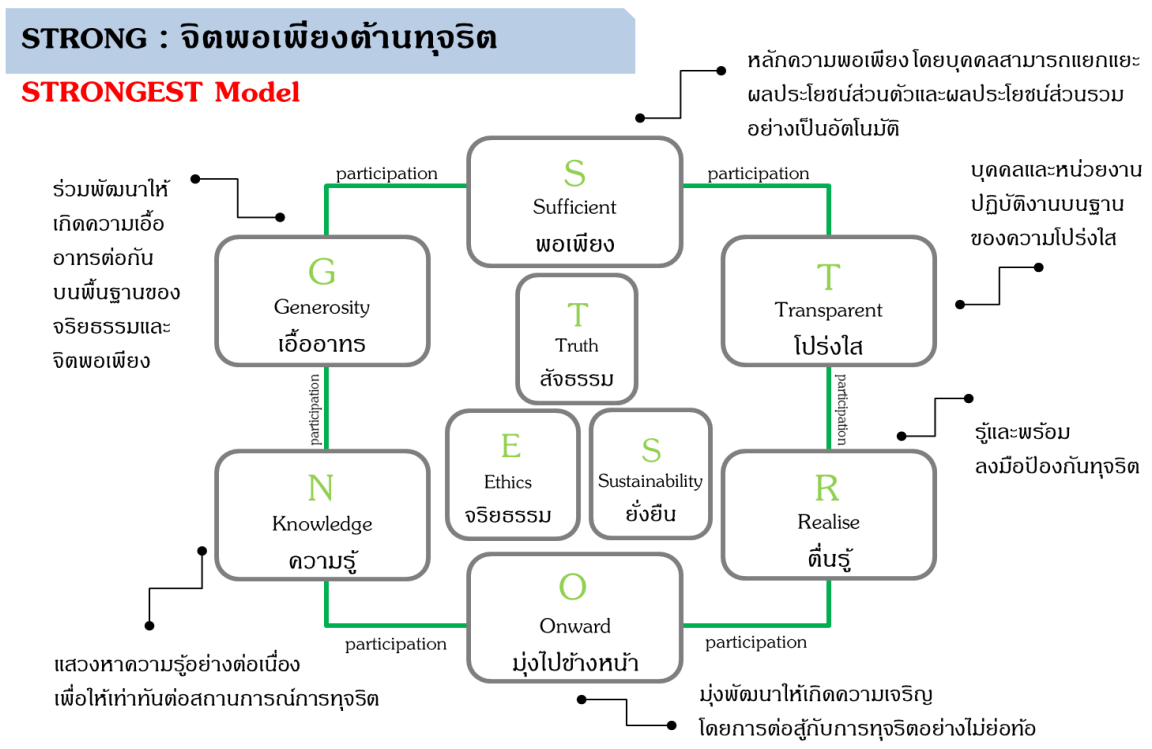 STRONG : จิตพอเพียงต้านทุจริต
STRONGEST Model
หลักความพอเพียง โดยบุคคลสามารถแยกแยะ
ผลประโยชน์ส่วนตัวและผลประโยชน์ส่วนรวม
อย่างเป็นอัตโนมัติ
participation
S
Sufficient
พอเพียง
participation
บุคคลและหน่วยงาน
ปฏิบัติงานบนฐาน
ของความโปร่งใส
ร่วมพัฒนาให้
เกิดความเอื้อ
อาทรต่อกัน
บนพื้นฐานของ
จริยธรรมและ
จิตพอเพียง
G
Generosity
เอื้ออาทร
T
Truth
สัจธรรม
T
Transparent
โปร่งใส
participation
participation
รู้และพร้อม
ลงมือป้องกันทุจริต
E
Ethics
จริยธรรม
S
Sustainability
ยั่งยืน
N
Knowledge
ความรู้
R
Realise
ตื่นรู้
participation
O
Onward
มุ่งไปข้างหน้า
participation
แสวงหาความรู้อย่างต่อเนื่อง
เพื่อให้เท่าทันต่อสถานการณ์การทุจริต
มุ่งพัฒนาให้เกิดความเจริญ
โดยการต่อสู้กับการทุจริตอย่างไม่ย่อท้อ